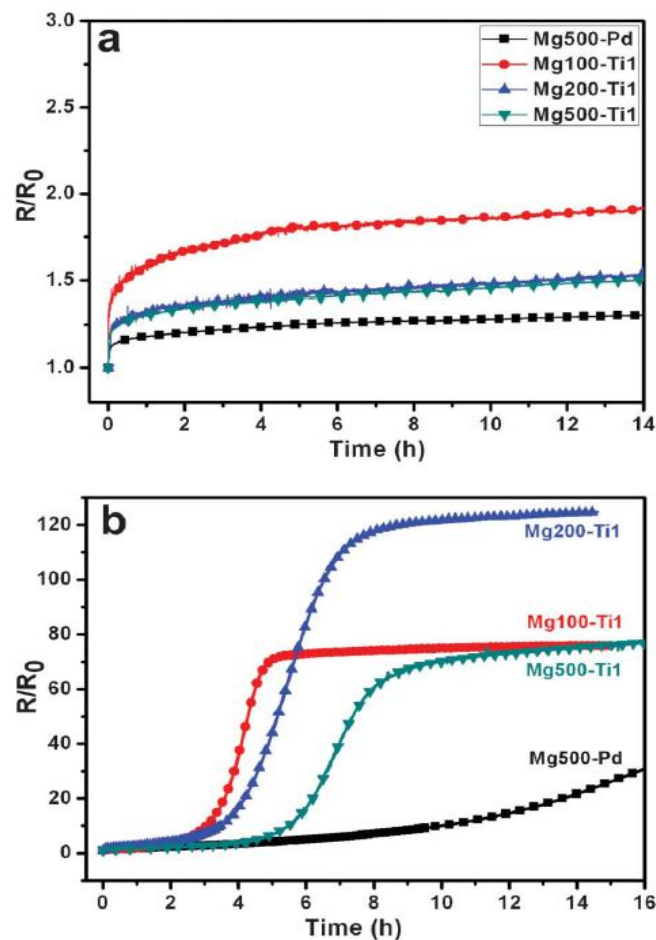 a
Mg500-Pd
Mg100-Ti1
Mg200-Ti1
Mg500-Ti1
3.0
2.5
2.0
1.5
1.0
R/R0
0 2 4 6 8 10 12 14
Time (h)
b
Mg200-Ti1
Mg100-Ti1
Mg500-Ti1
Mg500-Pd
120
100
80
60
40
20
0
R/R0
0 2 4 6 8 10 12 14 16
Time (h)